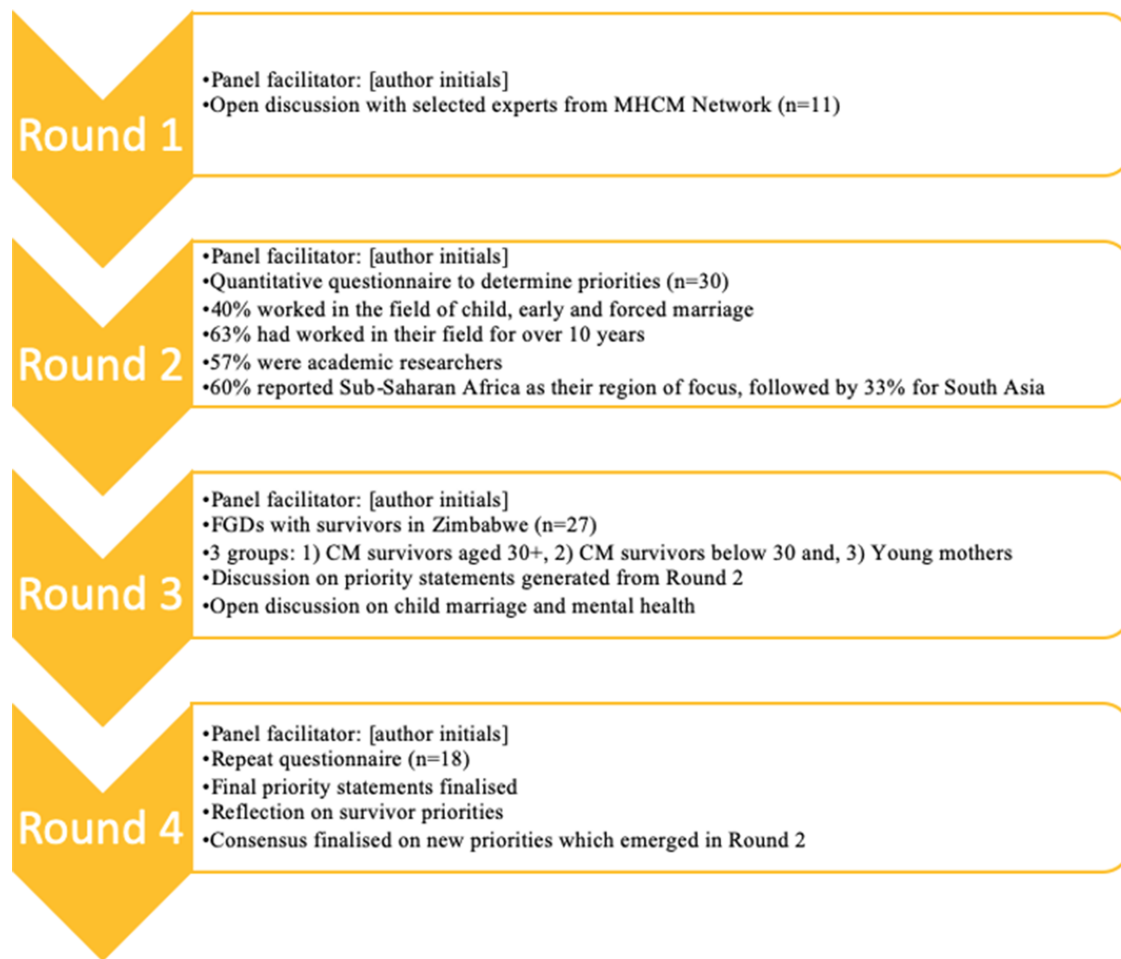 Round 1
•Panel facilitator: [author initials]
•Open discussion with selected experts from MHCM Network (n=11)
Round 2
•Panel facilitator: [author initials]
•Quantitative questionnaire to determine priorities (n=30)
•40% worked in the field of child, early and forced marriage
•63% had worked in their field for over 10 years
•57% were academic researchers
•60% reported Sub-Saharan Africa as their region of focus, followed by 33% for South Asia
Round 3
•Panel facilitator: [author initials]
•FGDs with survivors in Zimbabwe (n=27)
•3 groups: 1) CM survivors aged 30+, 2) CM survivors below 30 and, 3) Young mothers
•Discussion on priority statements generated from Round 2
•Open discussion on child marriage and mental health
Round 4
•Panel facilitator: [author initials]
•Repeat questionnaire (n=18)
•Final priority statements finalised
•Reflection on survivor priorities
•Consensus finalised on new priorities which emerged in Round 2